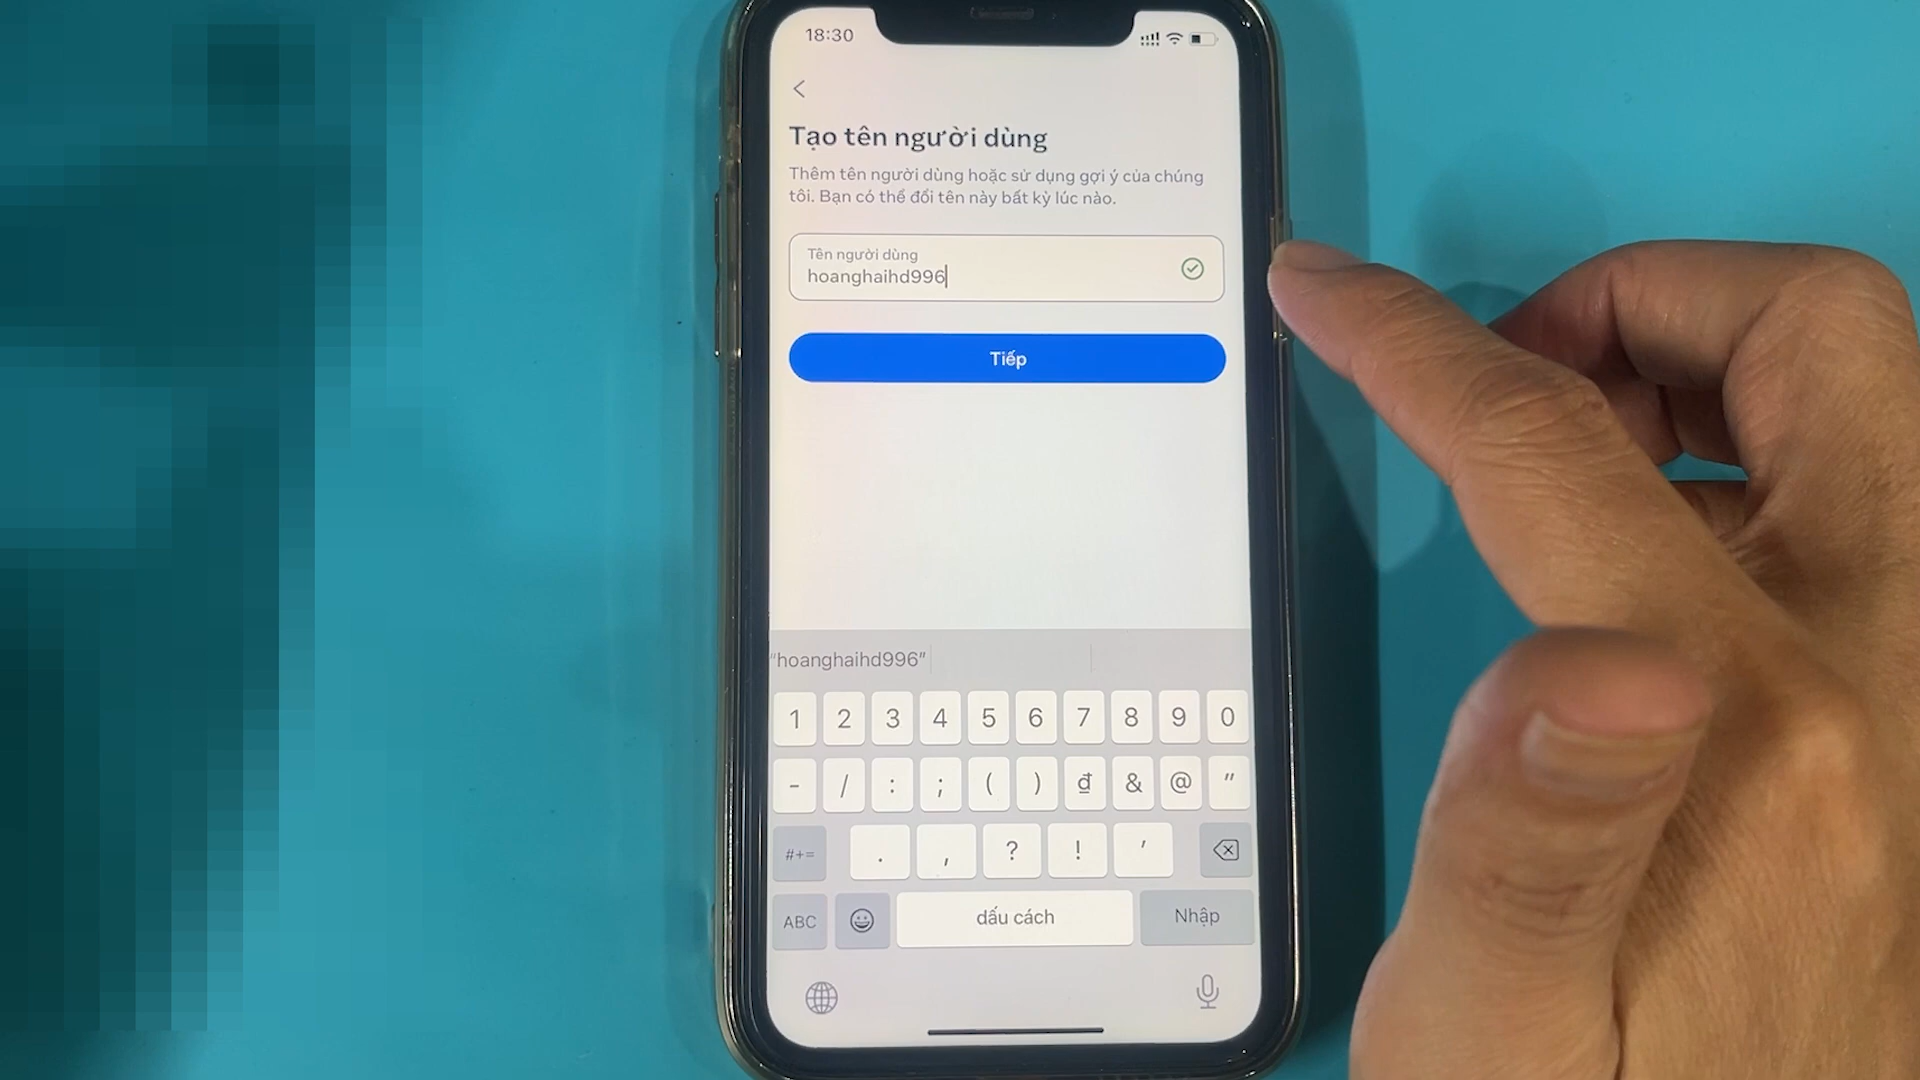 18:30
Tạo tên người dùng
Thêm tên người dùng hoặc sử dụng gợi ý của chúng
tôi. Bạn có thể đổi tên này bất kỳ lúc nào.
Tên người dùng
hoanghaihd996
Tiếp
"hoanghaihd996"
1 2 3 4 5 6 7 8 9 0
- / : ; ( ) đ & @ "
#+= . , ? ! '
ABC dấu cách Nhập